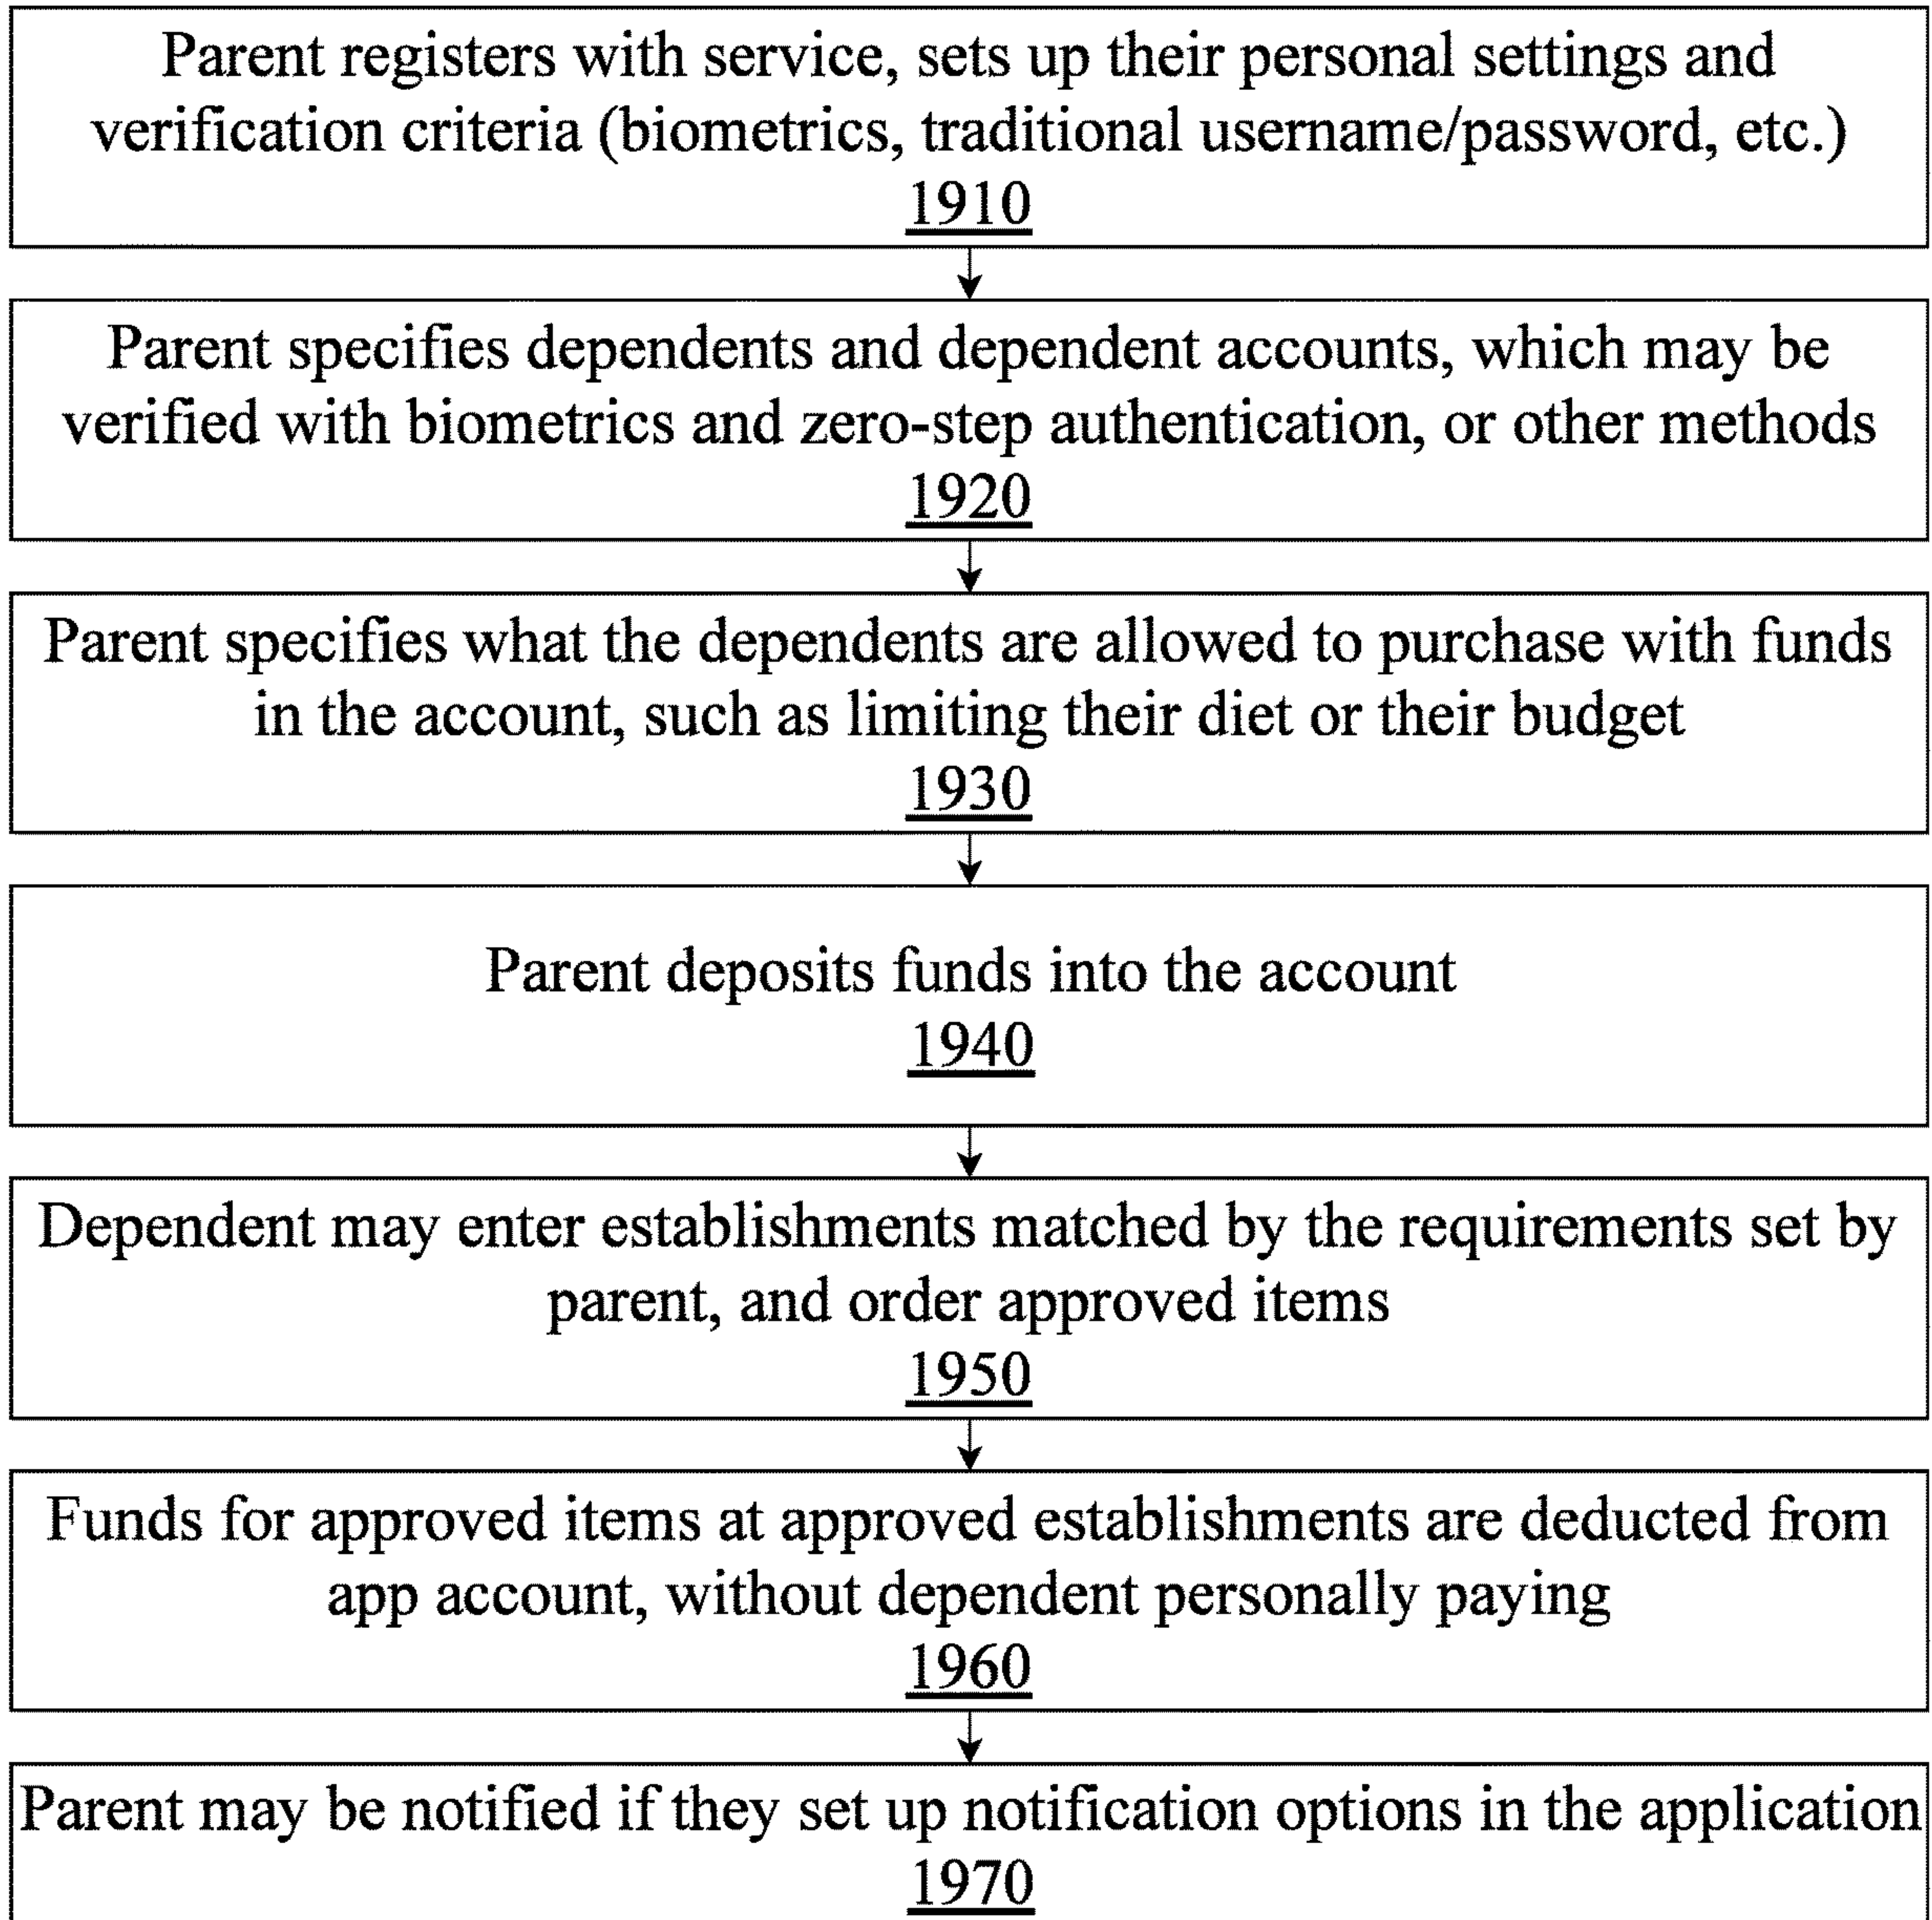 Parent registers with service, sets up their personal settings and
verification criteria (biometrics, traditional username/password, etc.)
1910
Parent specifies dependents and dependent accounts, which may be
verified with biometrics and zero-step authentication, or other methods
1920
Parent specifies what the dependents are allowed to purchase with funds
in the account, such as limiting their diet or their budget
1930
Parent deposits funds into the account
1940
Dependent may enter establishments matched by the requirements set by
parent, and order approved items
1950
Funds for approved items at approved establishments are deducted from
app account, without dependent personally paying
1960
Parent may be notified if they set up notification options in the application
1970